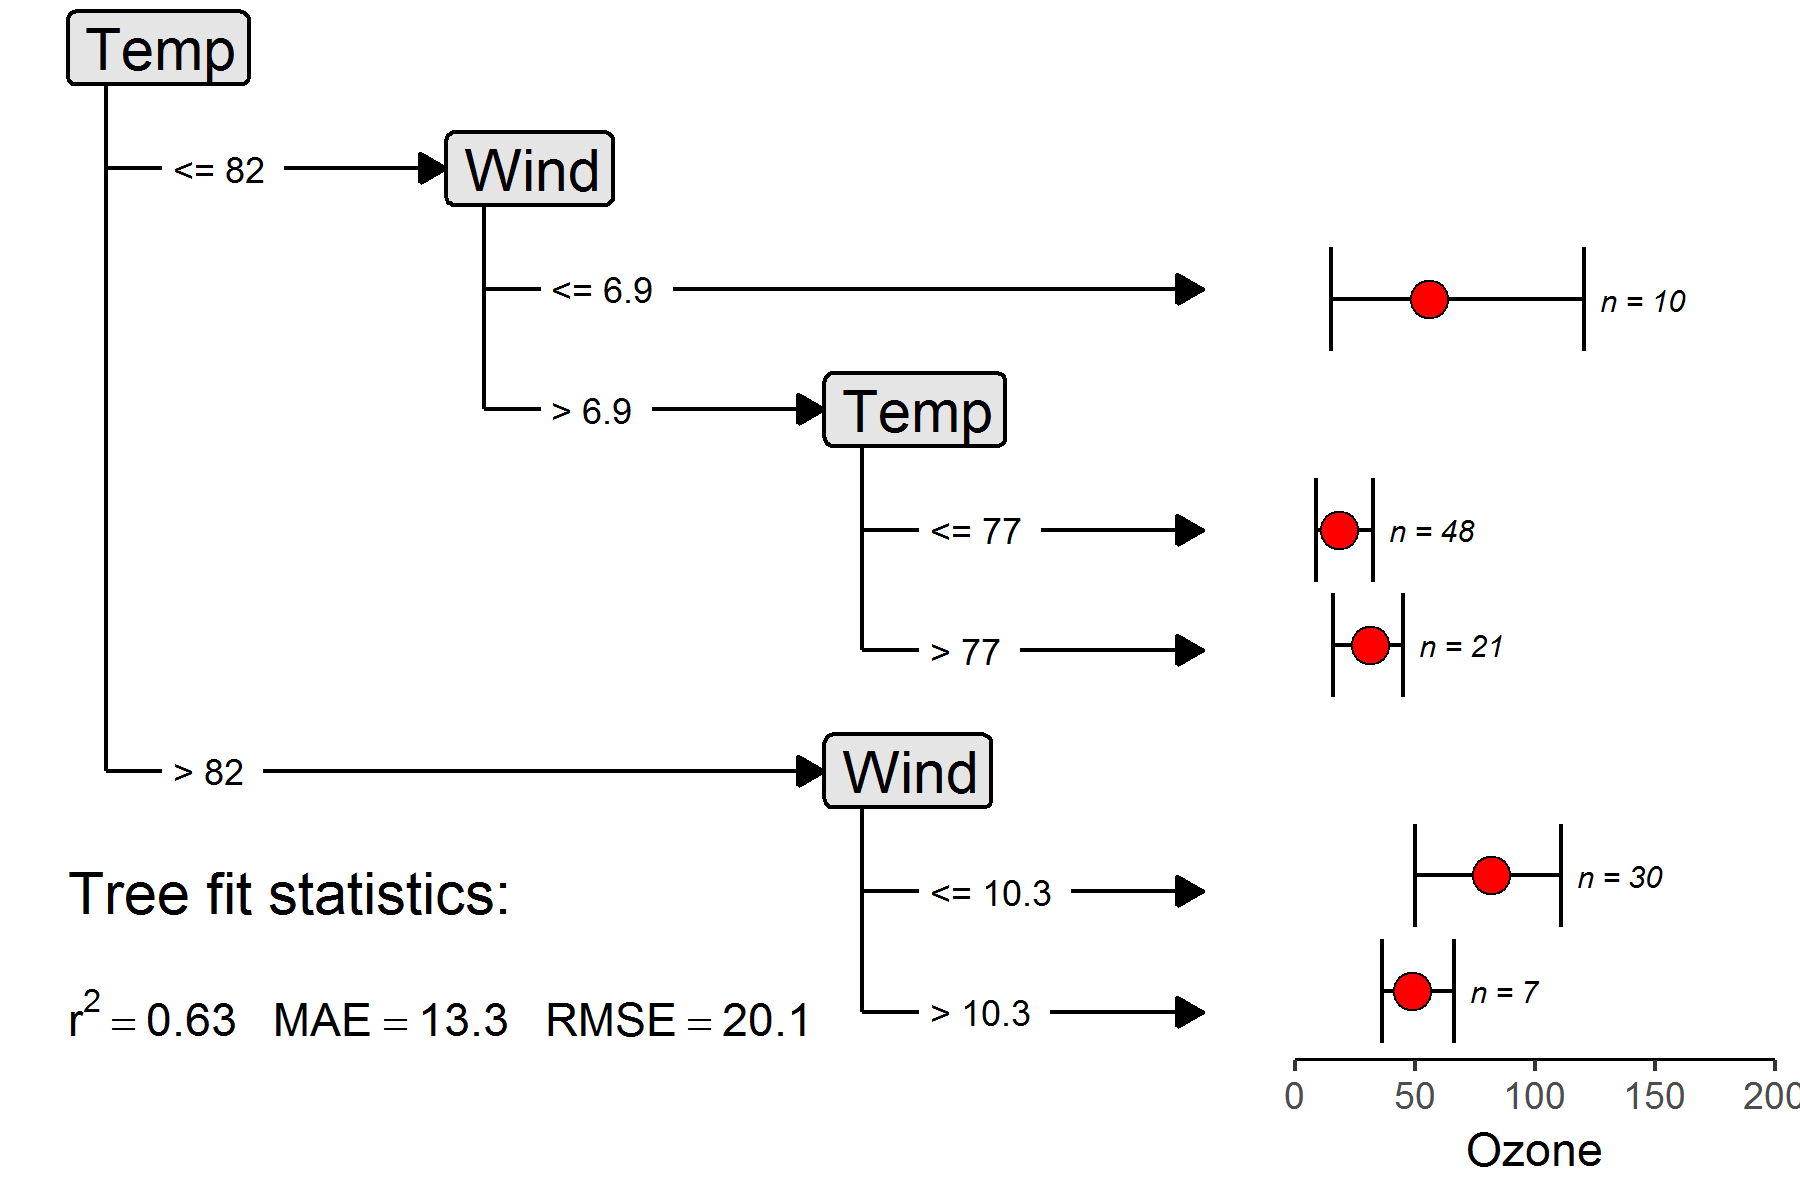 Temp
<= 82
Wind
<= 6.9
n = 10
> 6.9
Temp
<= 77
n = 48
> 77
n = 21
> 82
Wind
<= 10.3
n = 30
> 10.3
n = 7
Tree fit statistics:
r² = 0.63 MAE = 13.3 RMSE = 20.1
0 50 100 150 200
Ozone